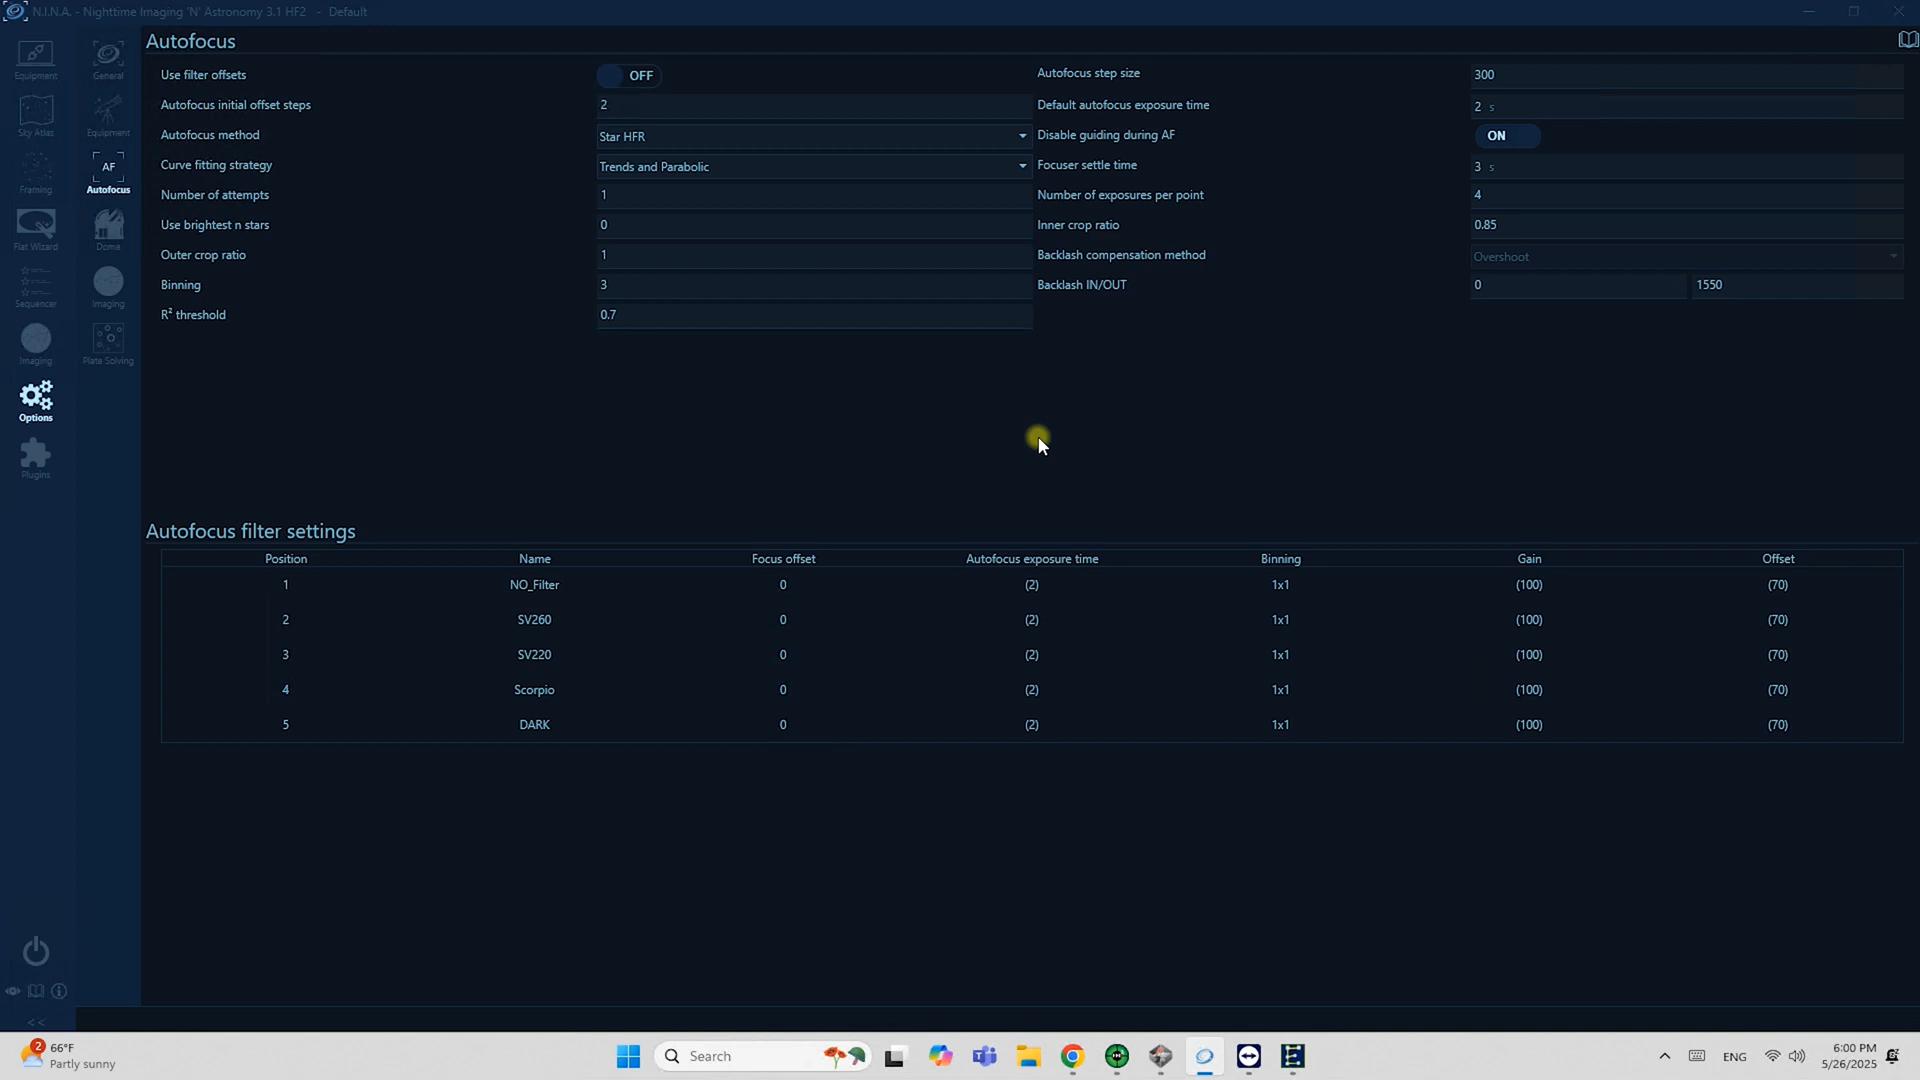 N.I.N.A. - Nighttime Imaging 'N' Astronomy 3.1 HF2 - Default
Equipment
Sky Atlas
Framing
Flat Wizard
Sequencer
Imaging
Options
Plugins
<<
General
Equipment
AF
Autofocus
Dome
Imaging
Plate Solving
Autofocus
Use filter offsets OFF
Autofocus initial offset steps 2
Autofocus method Star HFR
Curve fitting strategy Trends and Parabolic
Number of attempts 1
Use brightest n stars 0
Outer crop ratio 1
Binning 3
R² threshold 0.7
Autofocus step size 300
Default autofocus exposure time 2 s
Disable guiding during AF ON
Focuser settle time 3 s
Number of exposures per point 4
Inner crop ratio 0.85
Backlash compensation method Overshoot
Backlash IN/OUT 0 1550
Autofocus filter settings
Position Name Focus offset Autofocus exposure time Binning Gain Offset
1 NO_Filter 0 (2) 1x1 (100) (70)
2 SV260 0 (2) 1x1 (100) (70)
3 SV220 0 (2) 1x1 (100) (70)
4 Scorpio 0 (2) 1x1 (100) (70)
5 DARK 0 (2) 1x1 (100) (70)
2
66°F
Partly sunny
Search
ENG
6:00 PM
5/26/2025